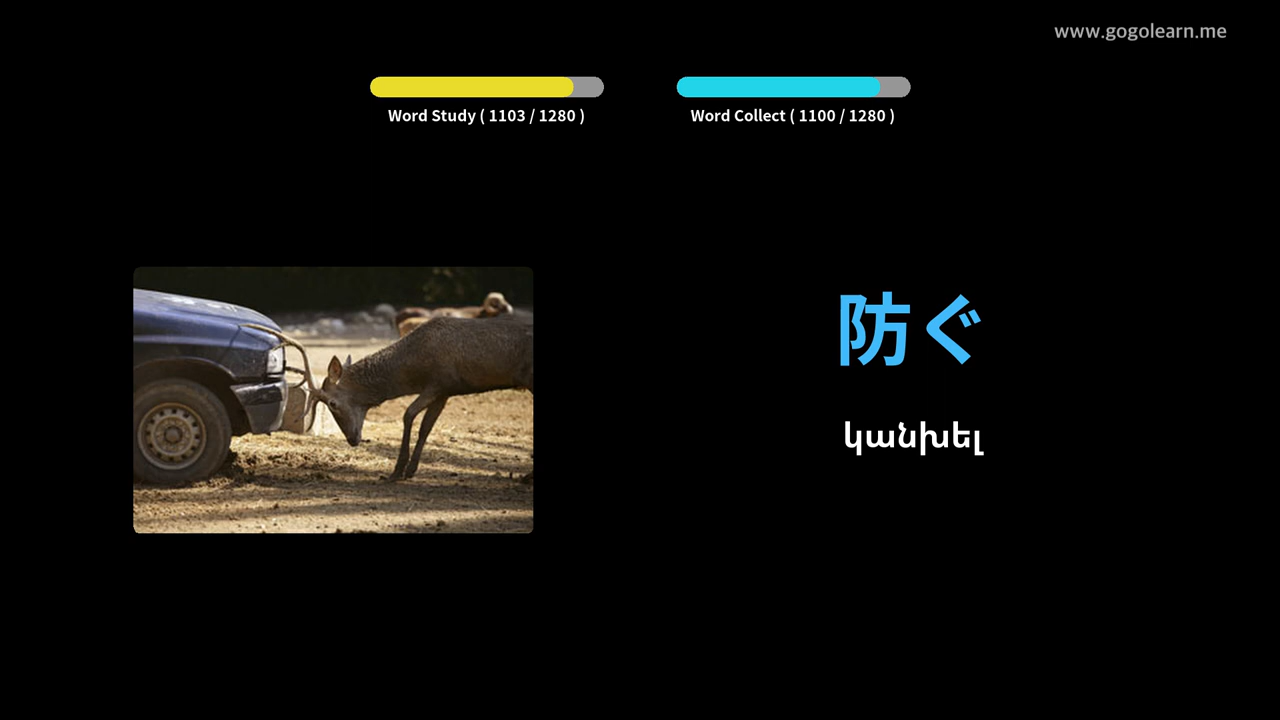 www.gogolearn.me
Word Study ( 1103 / 1280 )
Word Collect ( 1100 / 1280 )
防ぐ
կանխել